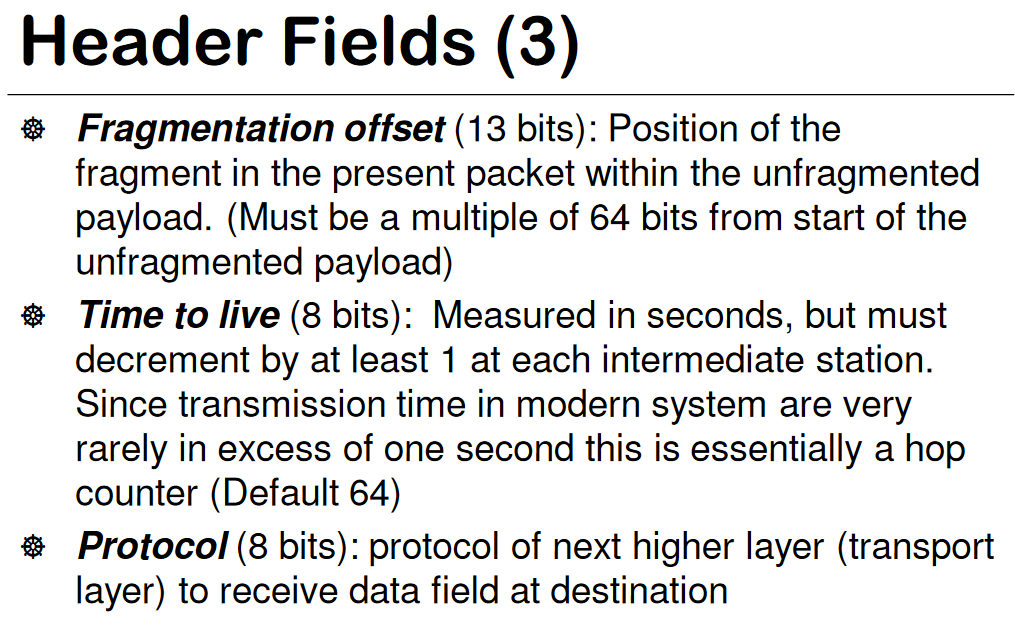 Header Fields (3)
Fragmentation offset (13 bits): Position of the
fragment in the present packet within the unfragmented
payload. (Must be a multiple of 64 bits from start of the
unfragmented payload)
Time to live (8 bits):  Measured in seconds, but must
decrement by at least 1 at each intermediate station.
Since transmission time in modern system are very
rarely in excess of one second this is essentially a hop
counter (Default 64)
Protocol (8 bits): protocol of next higher layer (transport
layer) to receive data field at destination